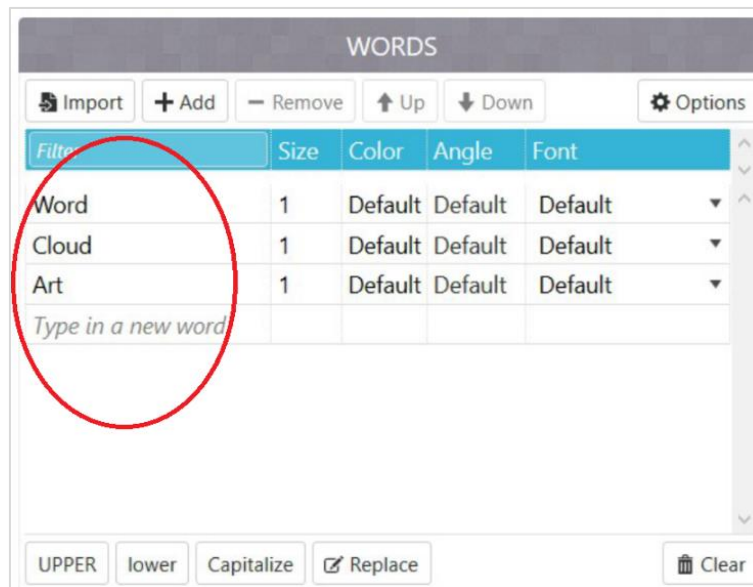 WORDS
Import Add Remove Up Down Options
Filter Size Color Angle Font
Word 1 Default Default Default
Cloud 1 Default Default Default
Art 1 Default Default Default
Type in a new word
UPPER lower Capitalize Replace Clear